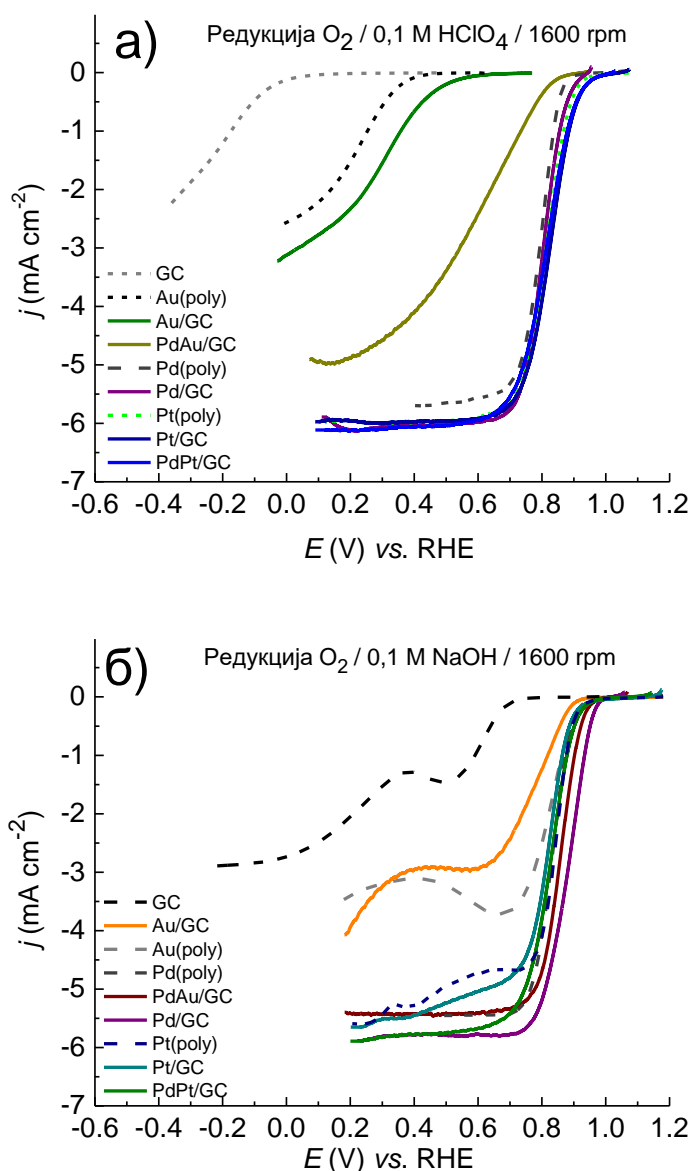 а)
Редукција O₂ / 0,1 M HClO₄ / 1600 rpm
0
-1
-2
-3
-4
-5
-6
-7
j (mA cm⁻²)
GC
Au(poly)
Au/GC
PdAu/GC
Pd(poly)
Pd/GC
Pt(poly)
Pt/GC
PdPt/GC
-0.6 -0.4 -0.2 0.0 0.2 0.4 0.6 0.8 1.0 1.2
E (V) vs. RHE
б)
Редукција O₂ / 0,1 M NaOH / 1600 rpm
0
-1
-2
-3
-4
-5
-6
-7
j (mA cm⁻²)
GC
Au/GC
Au(poly)
Pd(poly)
PdAu/GC
Pd/GC
Pt(poly)
Pt/GC
PdPt/GC
-0.6 -0.4 -0.2 0.0 0.2 0.4 0.6 0.8 1.0 1.2
E (V) vs. RHE